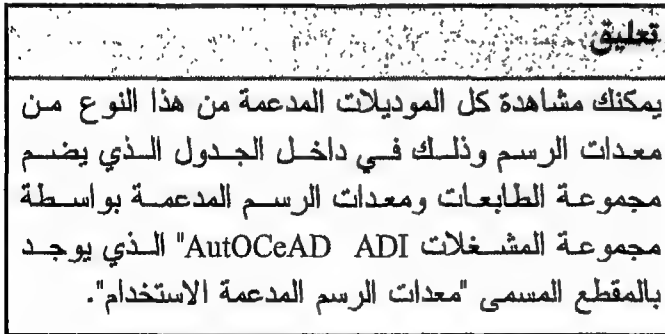 تعليق
يمكنك مشاهدة كل الموديلات المدعمة من هذا النوع من
معدات الرسم وذلك في داخل الجدول الذي يضم
مجموعة الطابعات ومعدات الرسم المدعمة بواسطة
مجموعة المشغلات AutOCeAD ADI" الذي يوجد
بالمقطع المسمى "معدات الرسم المدعمة الاستخدام".